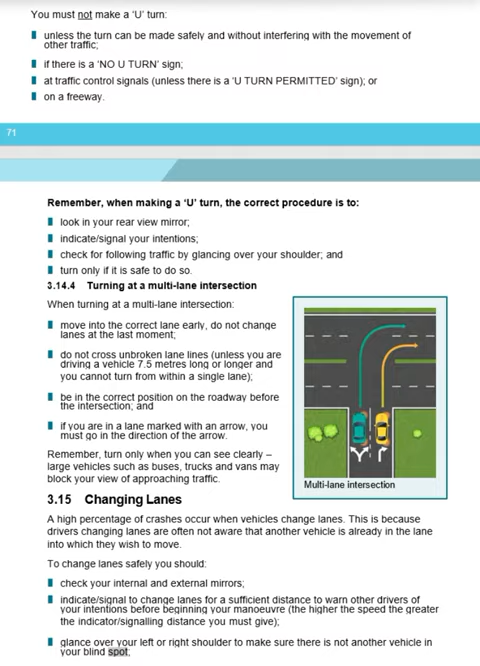 You must not make a ‘U’ turn:
unless the turn can be made safely and without interfering with the movement of
other traffic;
if there is a ‘NO U TURN’ sign;
at traffic control signals (unless there is a ‘U TURN PERMITTED’ sign); or
on a freeway.
71
Remember, when making a ‘U’ turn, the correct procedure is to:
look in your rear view mirror;
indicate/signal your intentions;
check for following traffic by glancing over your shoulder; and
turn only if it is safe to do so.
3.14.4 Turning at a multi-lane intersection
When turning at a multi-lane intersection:
move into the correct lane early, do not change
lanes at the last moment;
do not cross unbroken lane lines (unless you are
driving a vehicle 7.5 metres long or longer and
you cannot turn from within a single lane);
be in the correct position on the roadway before
the intersection; and
if you are in a lane marked with an arrow, you
must go in the direction of the arrow.
Remember, turn only when you can see clearly –
large vehicles such as buses, trucks and vans may
block your view of approaching traffic.
Multi-lane intersection
3.15 Changing Lanes
A high percentage of crashes occur when vehicles change lanes. This is because
drivers changing lanes are often not aware that another vehicle is already in the lane
into which they wish to move.
To change lanes safely you should:
check your internal and external mirrors;
indicate/signal to change lanes for a sufficient distance to warn other drivers of
your intentions before beginning your manoeuvre (the higher the speed the greater
the indicator/signalling distance you must give);
glance over your left or right shoulder to make sure there is not another vehicle in
your blind spot;